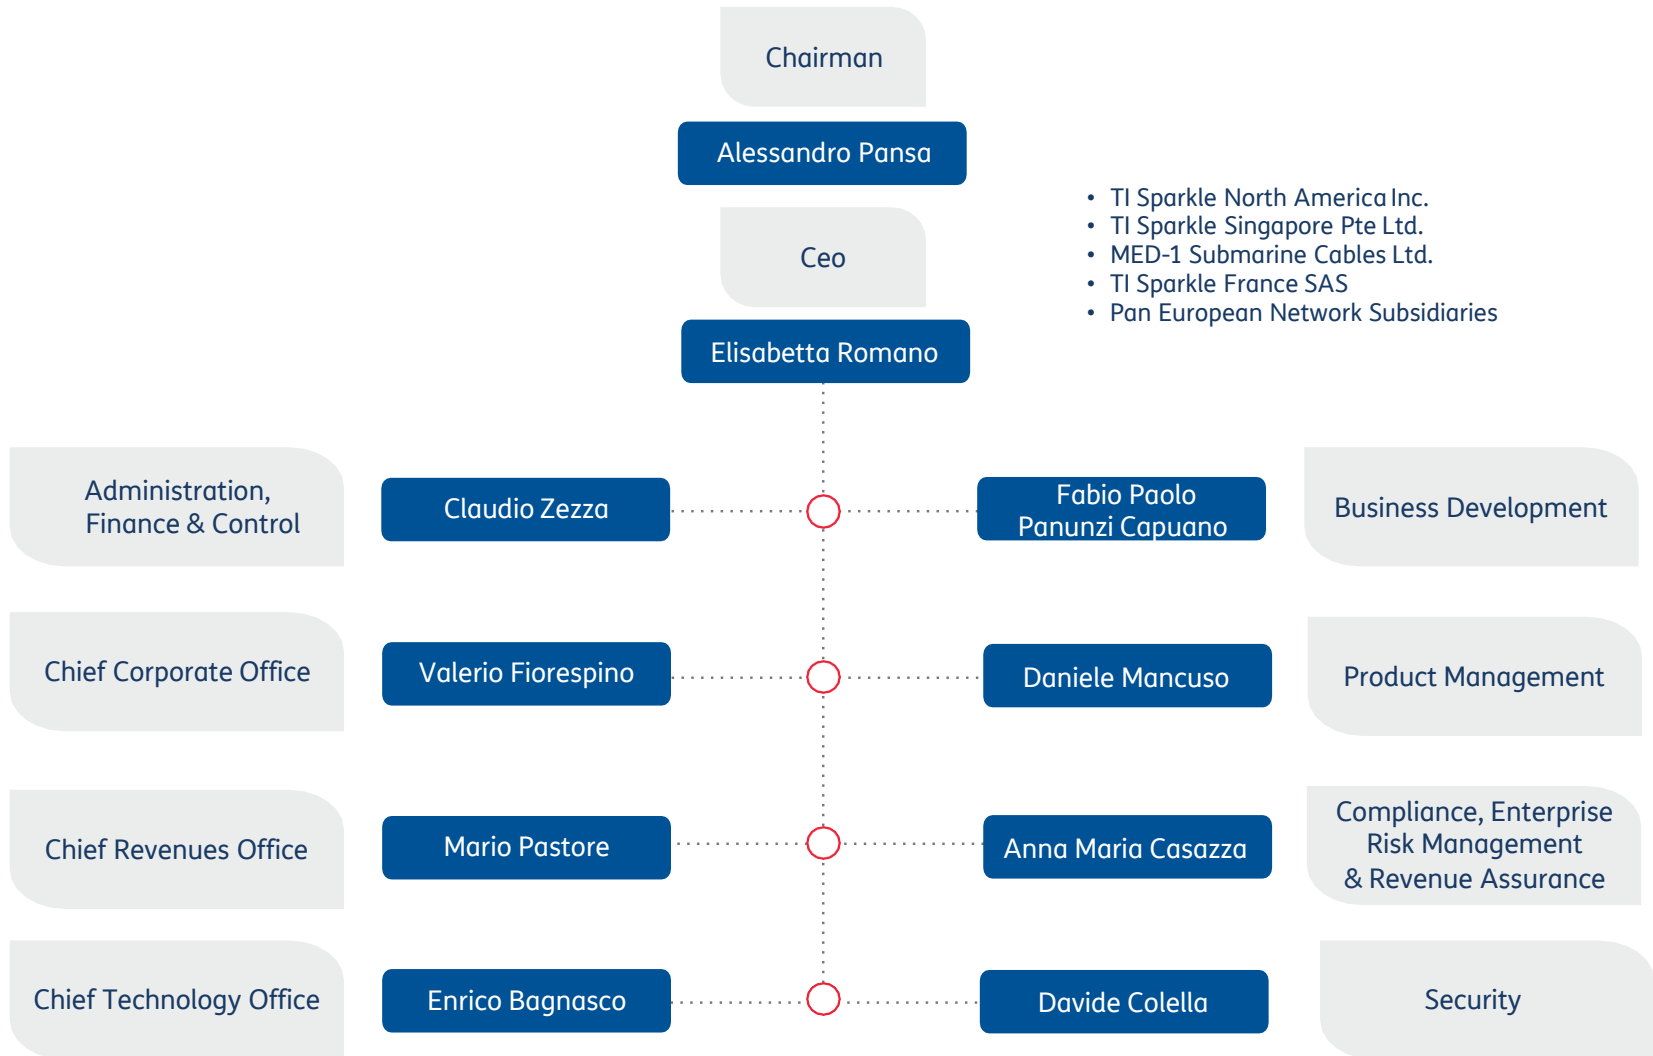 Chairman
Alessandro Pansa
Ceo
Elisabetta Romano
• TI Sparkle North America Inc.
• TI Sparkle Singapore Pte Ltd.
• MED-1 Submarine Cables Ltd.
• TI Sparkle France SAS
• Pan European Network Subsidiaries
Administration,
Finance & Control
Claudio Zezza
Fabio Paolo
Panunzi Capuano
Business Development
Chief Corporate Office
Valerio Fiorespino
Daniele Mancuso
Product Management
Chief Revenues Office
Mario Pastore
Anna Maria Casazza
Compliance, Enterprise
Risk Management
& Revenue Assurance
Chief Technology Office
Enrico Bagnasco
Davide Colella
Security